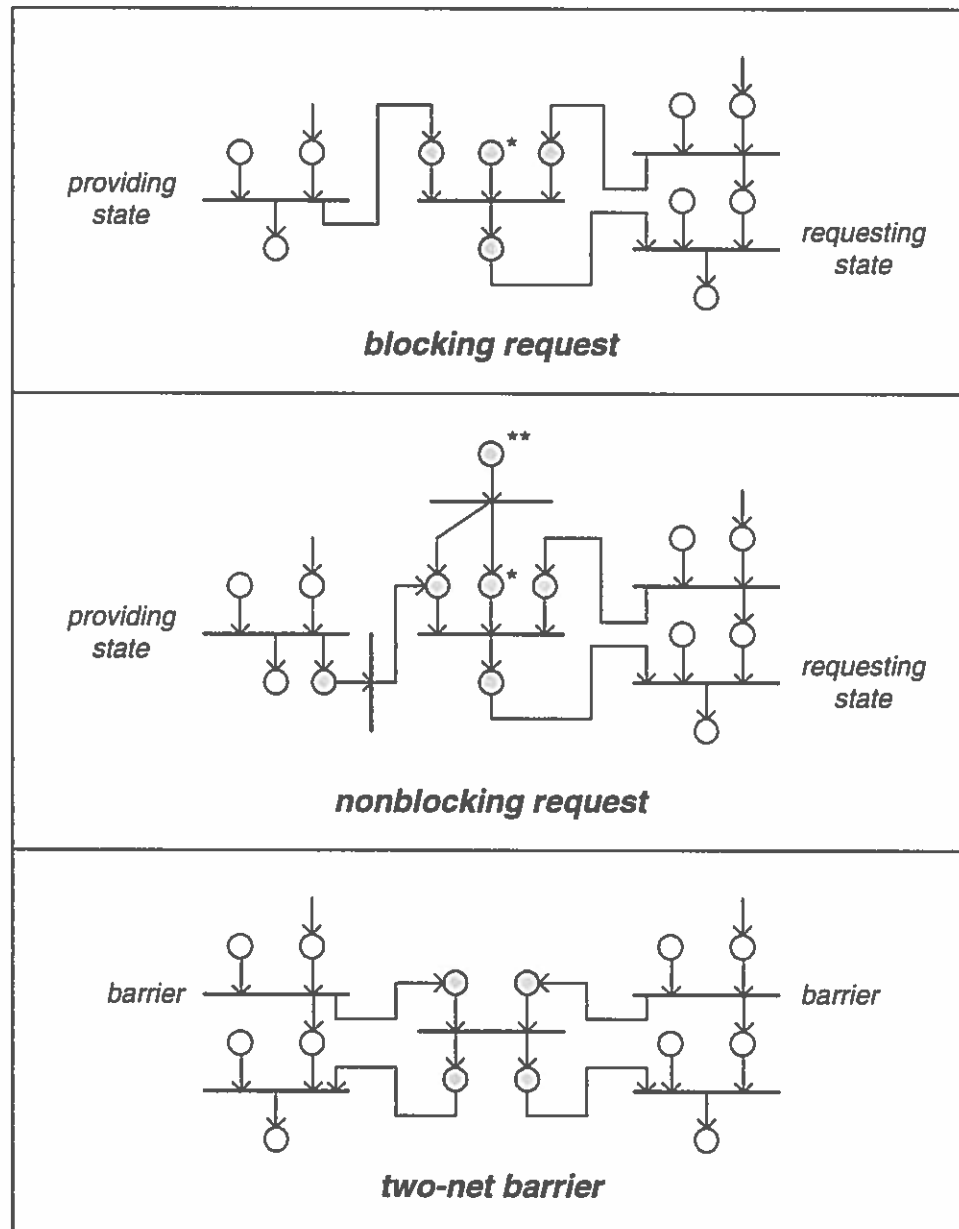 *
providing
state
requesting
state
blocking request
**
*
providing
state
requesting
state
nonblocking request
barrier
barrier
two-net barrier